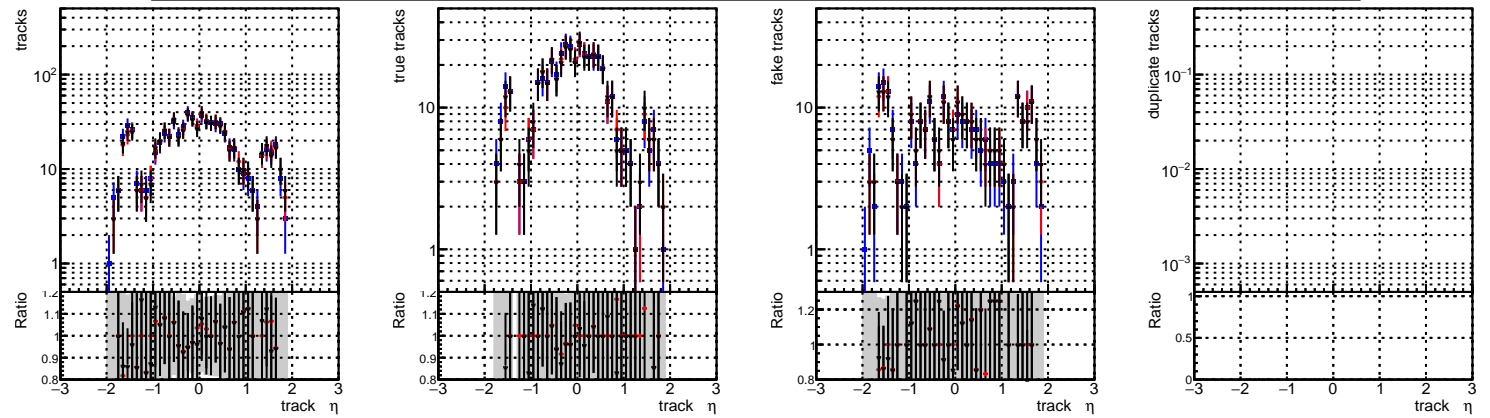 tracks
10²
10
1
Ratio
1.2
1.1
1
0.9
0.8
−3 −2 −1 0 1 2 3
track η
true tracks
10
1
Ratio
1.2
1.1
1
0.9
0.8
−3 −2 −1 0 1 2 3
track η
fake tracks
10
1
Ratio
1.2
1
0.8
−3 −2 −1 0 1 2 3
track η
duplicate tracks
10⁻¹
10⁻²
10⁻³
Ratio
1
0.5
0
−3 −2 −1 0 1 2 3
track η